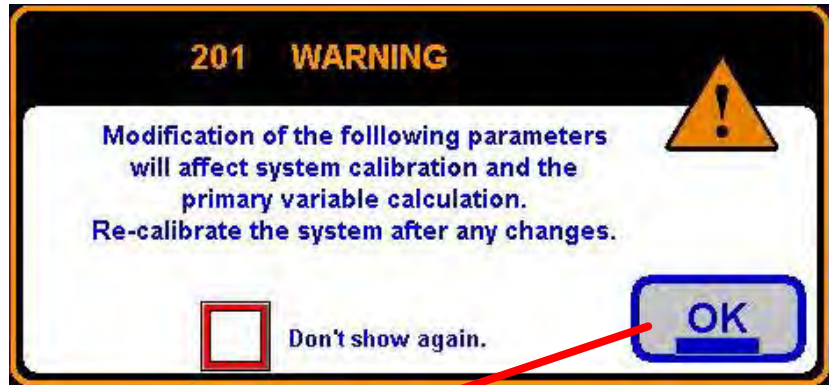 201 WARNING
!
Modification of the folllowing parameters
will affect system calibration and the
primary variable calculation.
Re-calibrate the system after any changes.
Don't show again.
OK